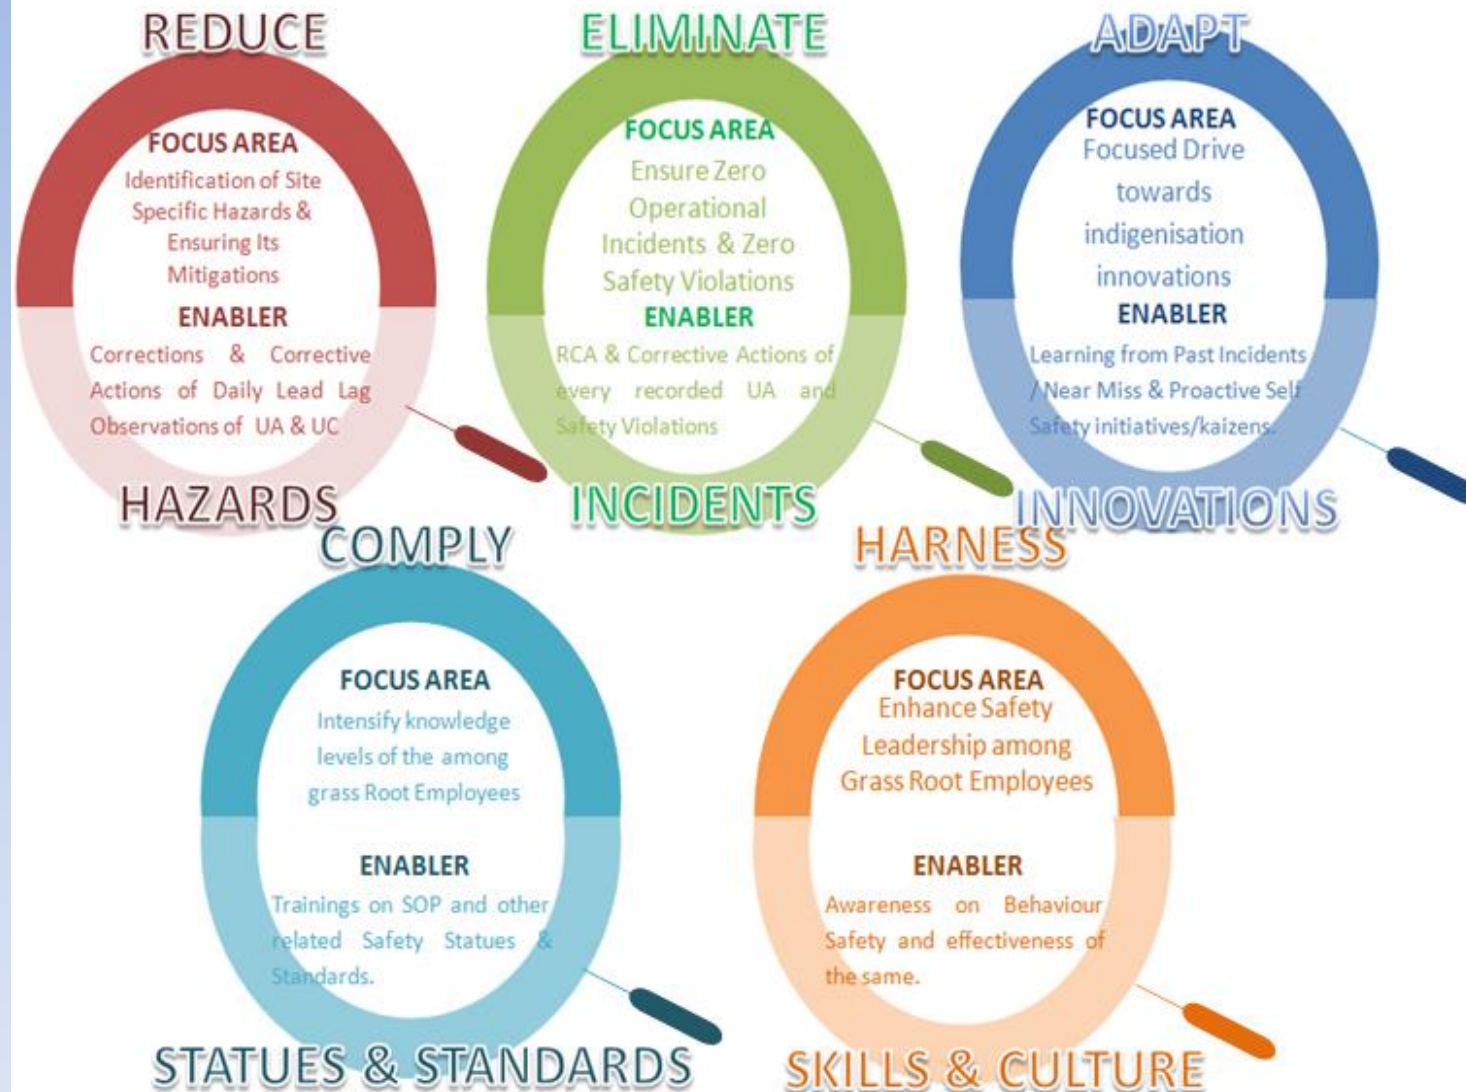 REDUCE
FOCUS AREA
Identification of Site
Specific Hazards &
Ensuring Its
Mitigations
ENABLER
Corrections & Corrective
Actions of Daily Lead Lag
Observations of UA & UC
HAZARDS
ELIMINATE
FOCUS AREA
Ensure Zero
Operational
Incidents & Zero
Safety Violations
ENABLER
RCA & Corrective Actions of
every recorded UA and
Safety Violations
INCIDENTS
ADAPT
FOCUS AREA
Focused Drive
towards
indigenisation
innovations
ENABLER
Learning from Past Incidents
/ Near Miss & Proactive Self
Safety initiatives/kaizens.
INNOVATIONS
COMPLY
FOCUS AREA
Intensify knowledge
levels of the among
grass Root Employees
ENABLER
Trainings on SOP and other
related Safety Statues &
Standards.
STATUES & STANDARDS
HARNESS
FOCUS AREA
Enhance Safety
Leadership among
Grass Root Employees
ENABLER
Awareness on Behaviour
Safety and effectiveness of
the same.
SKILLS & CULTURE